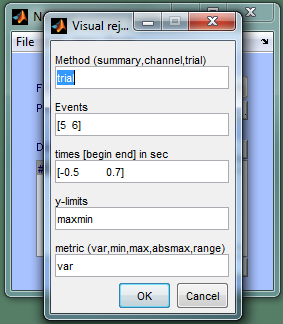 N
Visual rej...
File
Method (summary,channel,trial)
trial
F
Events
P
[5 6]
times [begin end] in sec
D
[-0.5 0.7]
#
y-limits
maxmin
metric (var,min,max,absmax,range)
var
OK
Cancel